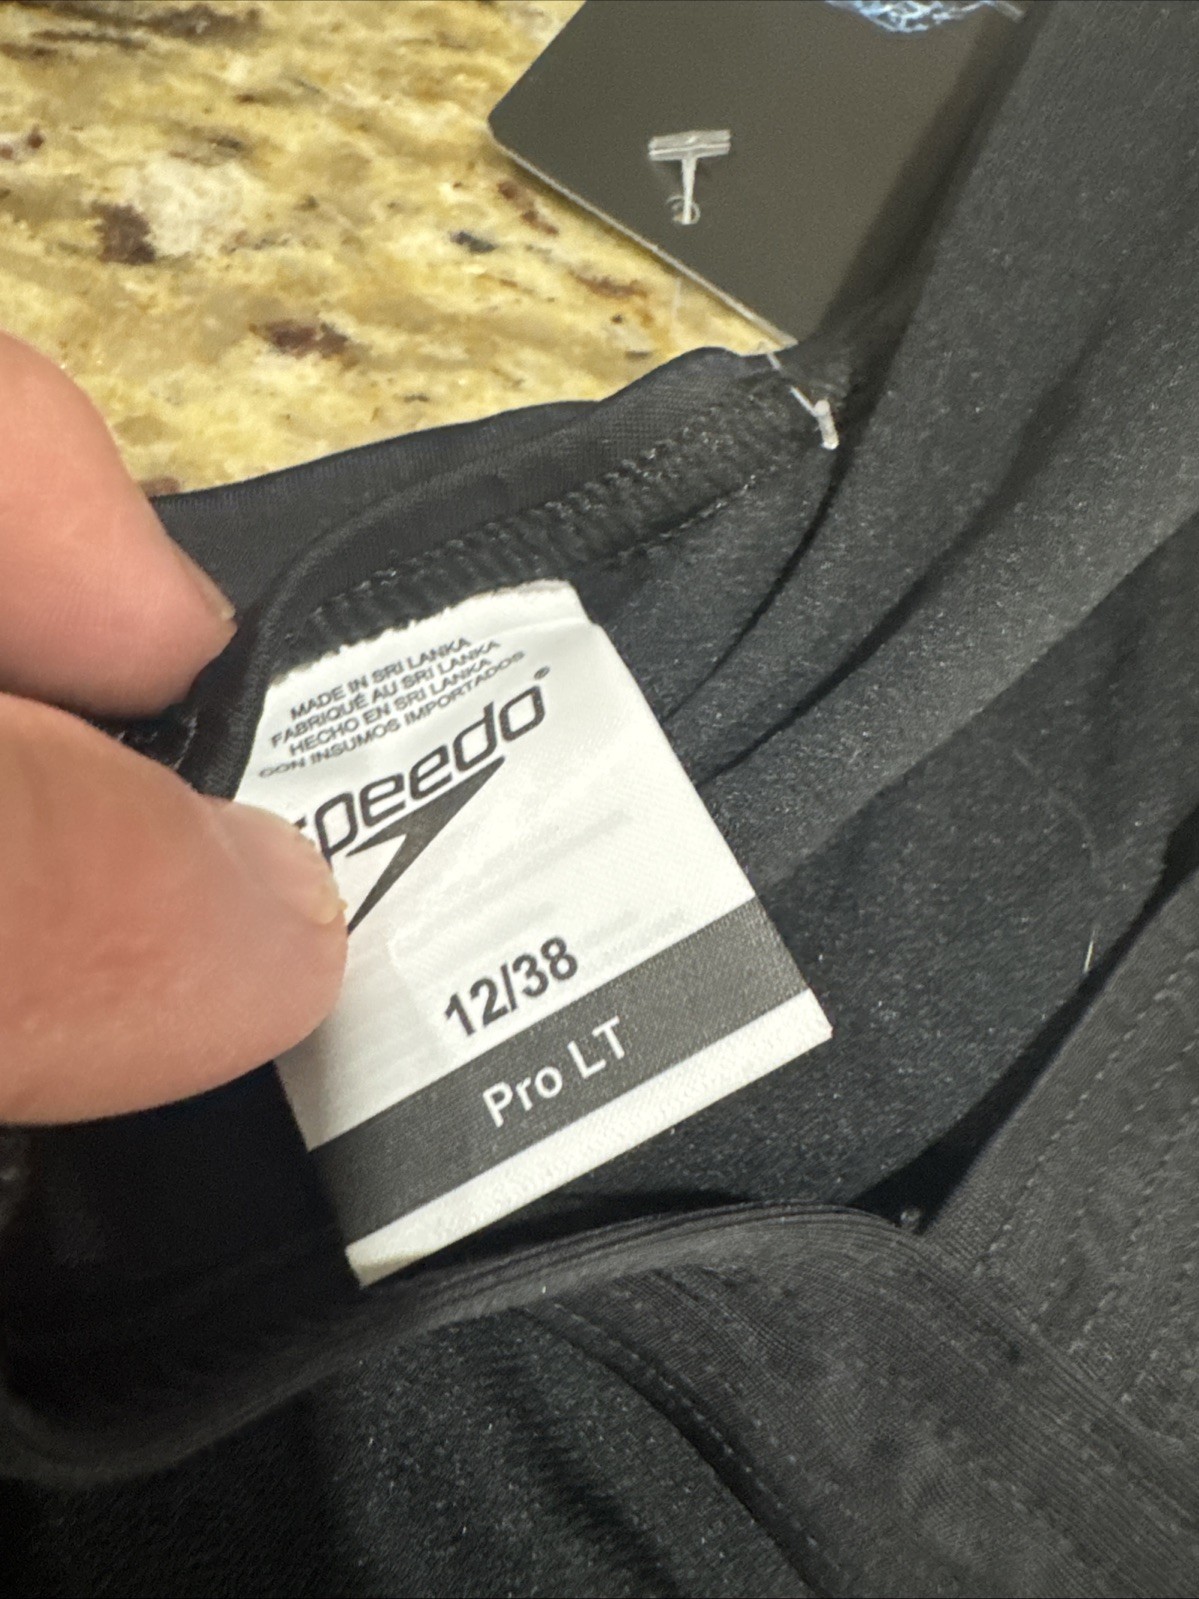 MADE IN SRI LANKA
FABRIQUÉ AU SRI LANKA
HECHO EN SRI LANKA
CON INSUMOS IMPORTADOS
speedo®
12/38
Pro LT